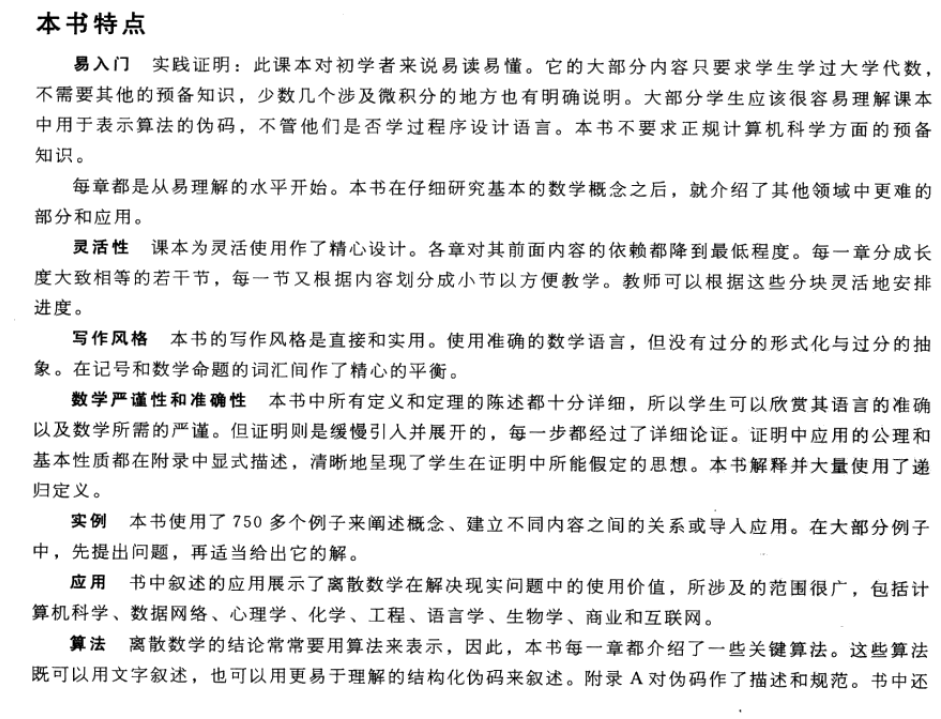 本书特点
易入门 实践证明：此课本对初学者来说易读易懂。它的大部分内容只要求学生学过大学代数，
不需要其他的预备知识，少数几个涉及微积分的地方也有明确说明。大部分学生应该很容易理解课本
中用于表示算法的伪码，不管他们是否学过程序设计语言。本书不要求正规计算机科学方面的预备
知识。
每章都是从易理解的水平开始。本书在仔细研究基本的数学概念之后，就介绍了其他领域中更难的
部分和应用。
灵活性 课本为灵活使用作了精心设计。各章对其前面内容的依赖都降到最低程度。每一章分成长
度大致相等的若干节，每一节又根据内容划分成小节以方便教学。教师可以根据这些分块灵活地安排
进度。
写作风格 本书的写作风格是直接和实用。使用准确的数学语言，但没有过分的形式化与过分的抽
象。在记号和数学命题的词汇间作了精心的平衡。
数学严谨性和准确性 本书中所有定义和定理的陈述都十分详细，所以学生可以欣赏其语言的准确
以及数学所需的严谨。但证明则是缓慢引人并展开的，每一步都经过了详细论证。证明中应用的公理和
基本性质都在附录中显式描述，清晰地呈现了学生在证明中所能假定的思想。本书解释并大量使用了递
归定义。
实例 本书使用了 750 多个例子来阐述概念、建立不同内容之间的关系或导人应用。在大部分例子
中，先提出问题，再适当给出它的解。
应用 书中叙述的应用展示了离散数学在解决现实问题中的使用价值，所涉及的范围很广，包括计
算机科学、数据网络、心理学、化学、工程、语言学、生物学、商业和互联网。
算法 离散数学的结论常常要用算法来表示，因此，本书每一章都介绍了一些关键算法。这些算法
既可以用文字叙述，也可以用更易于理解的结构化伪码来叙述。附录 A 对伪码作了描述和规范。书中还